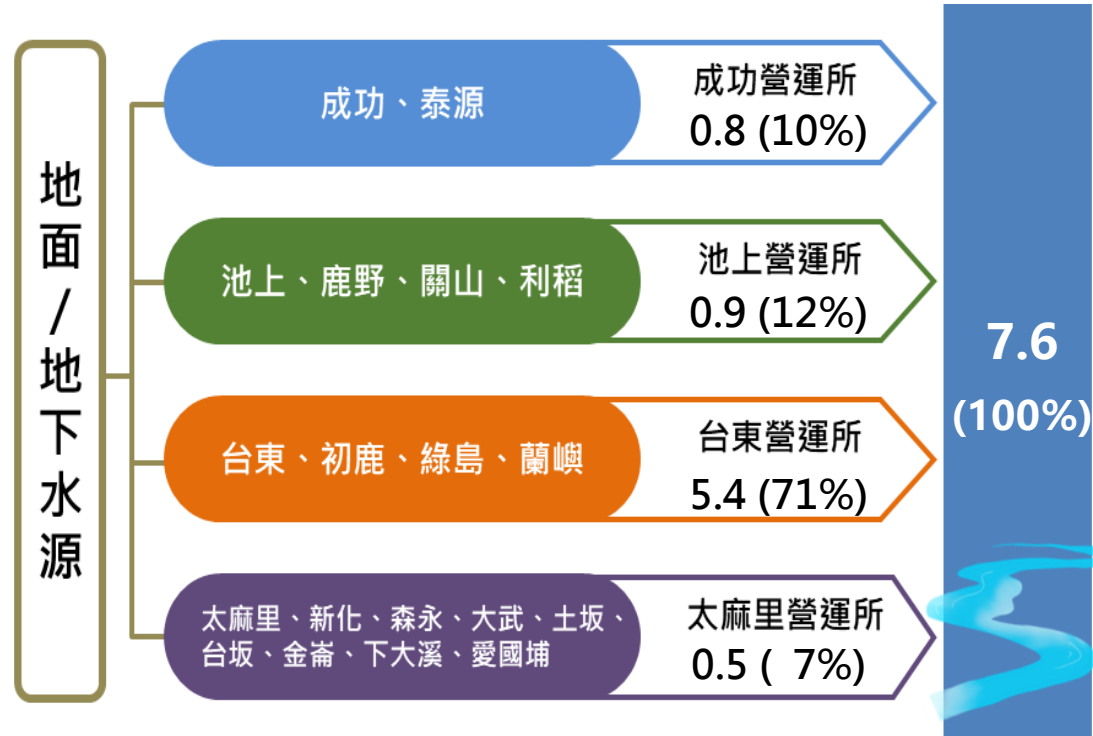 地面/地下水源
成功、泰源
成功營運所
0.8 (10%)
池上、鹿野、關山、利稻
池上營運所
0.9 (12%)
台東、初鹿、綠島、蘭嶼
台東營運所
5.4 (71%)
太麻里、新化、森永、大武、土坂、
台坂、金崙、下大溪、愛國埔
太麻里營運所
0.5 (  7%)
7.6
(100%)